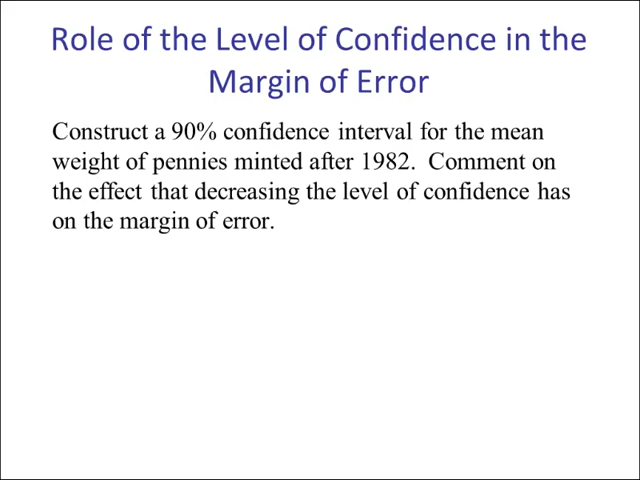 Role of the Level of Confidence in the
Margin of Error
Construct a 90% confidence interval for the mean
weight of pennies minted after 1982.  Comment on
the effect that decreasing the level of confidence has
on the margin of error.